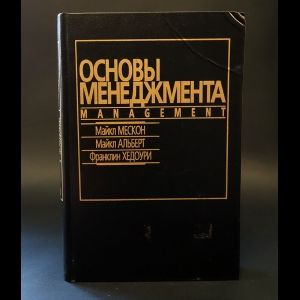 ОСНОВЫ
МЕНЕДЖМЕНТА
MANAGEMENT
Майкл МЕСКОН
Майкл АЛЬБЕРТ
Франклин ХЕДОУРИ